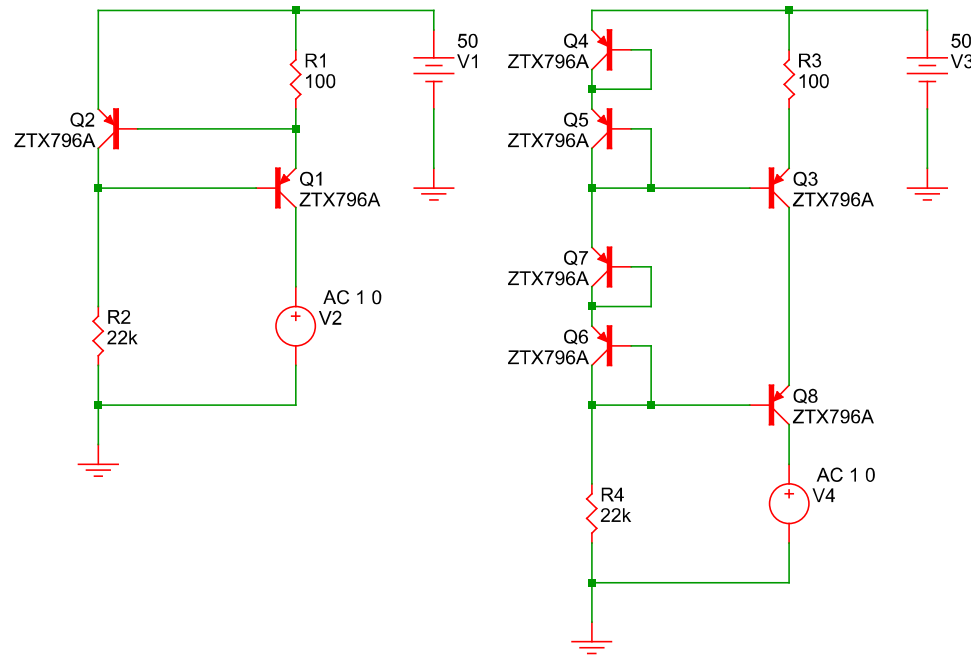 50
V1
R1
100
Q2
ZTX796A
Q1
ZTX796A
AC 1 0
V2
R2
22k
Q4
ZTX796A
R3
100
50
V3
Q5
ZTX796A
Q3
ZTX796A
Q7
ZTX796A
Q6
ZTX796A
Q8
ZTX796A
AC 1 0
V4
R4
22k